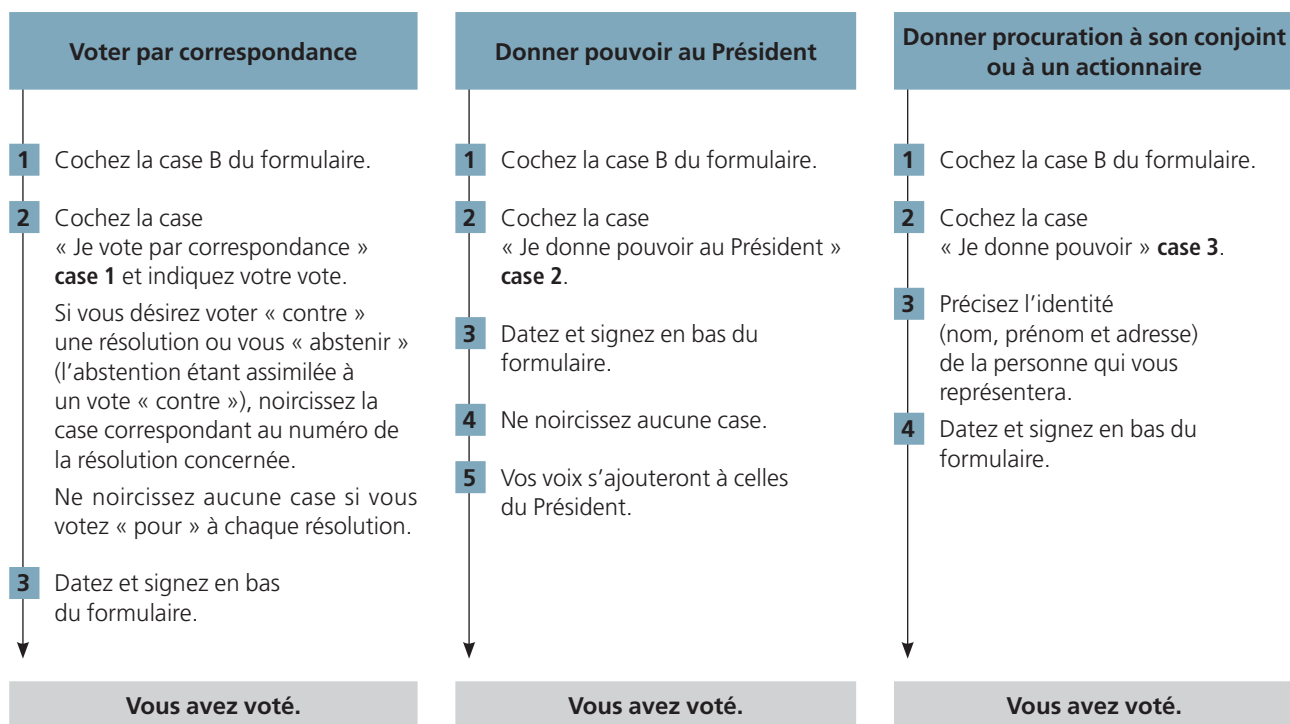 Voter par correspondance
1 Cochez la case B du formulaire.
2 Cochez la case
« Je vote par correspondance »
case 1 et indiquez votre vote.
Si vous désirez voter « contre »
une résolution ou vous « abstenir »
(l’abstention étant assimilée à
un vote « contre »), noircissez la
case correspondant au numéro de
la résolution concernée.
Ne noircissez aucune case si vous
votez « pour » à chaque résolution.
3 Datez et signez en bas
du formulaire.
Vous avez voté.
Donner pouvoir au Président
1 Cochez la case B du formulaire.
2 Cochez la case
« Je donne pouvoir au Président »
case 2.
3 Datez et signez en bas du
formulaire.
4 Ne noircissez aucune case.
5 Vos voix s’ajouteront à celles
du Président.
Vous avez voté.
Donner procuration à son conjoint
ou à un actionnaire
1 Cochez la case B du formulaire.
2 Cochez la case
« Je donne pouvoir » case 3.
3 Précisez l’identité
(nom, prénom et adresse)
de la personne qui vous
représentera.
4 Datez et signez en bas du
formulaire.
Vous avez voté.